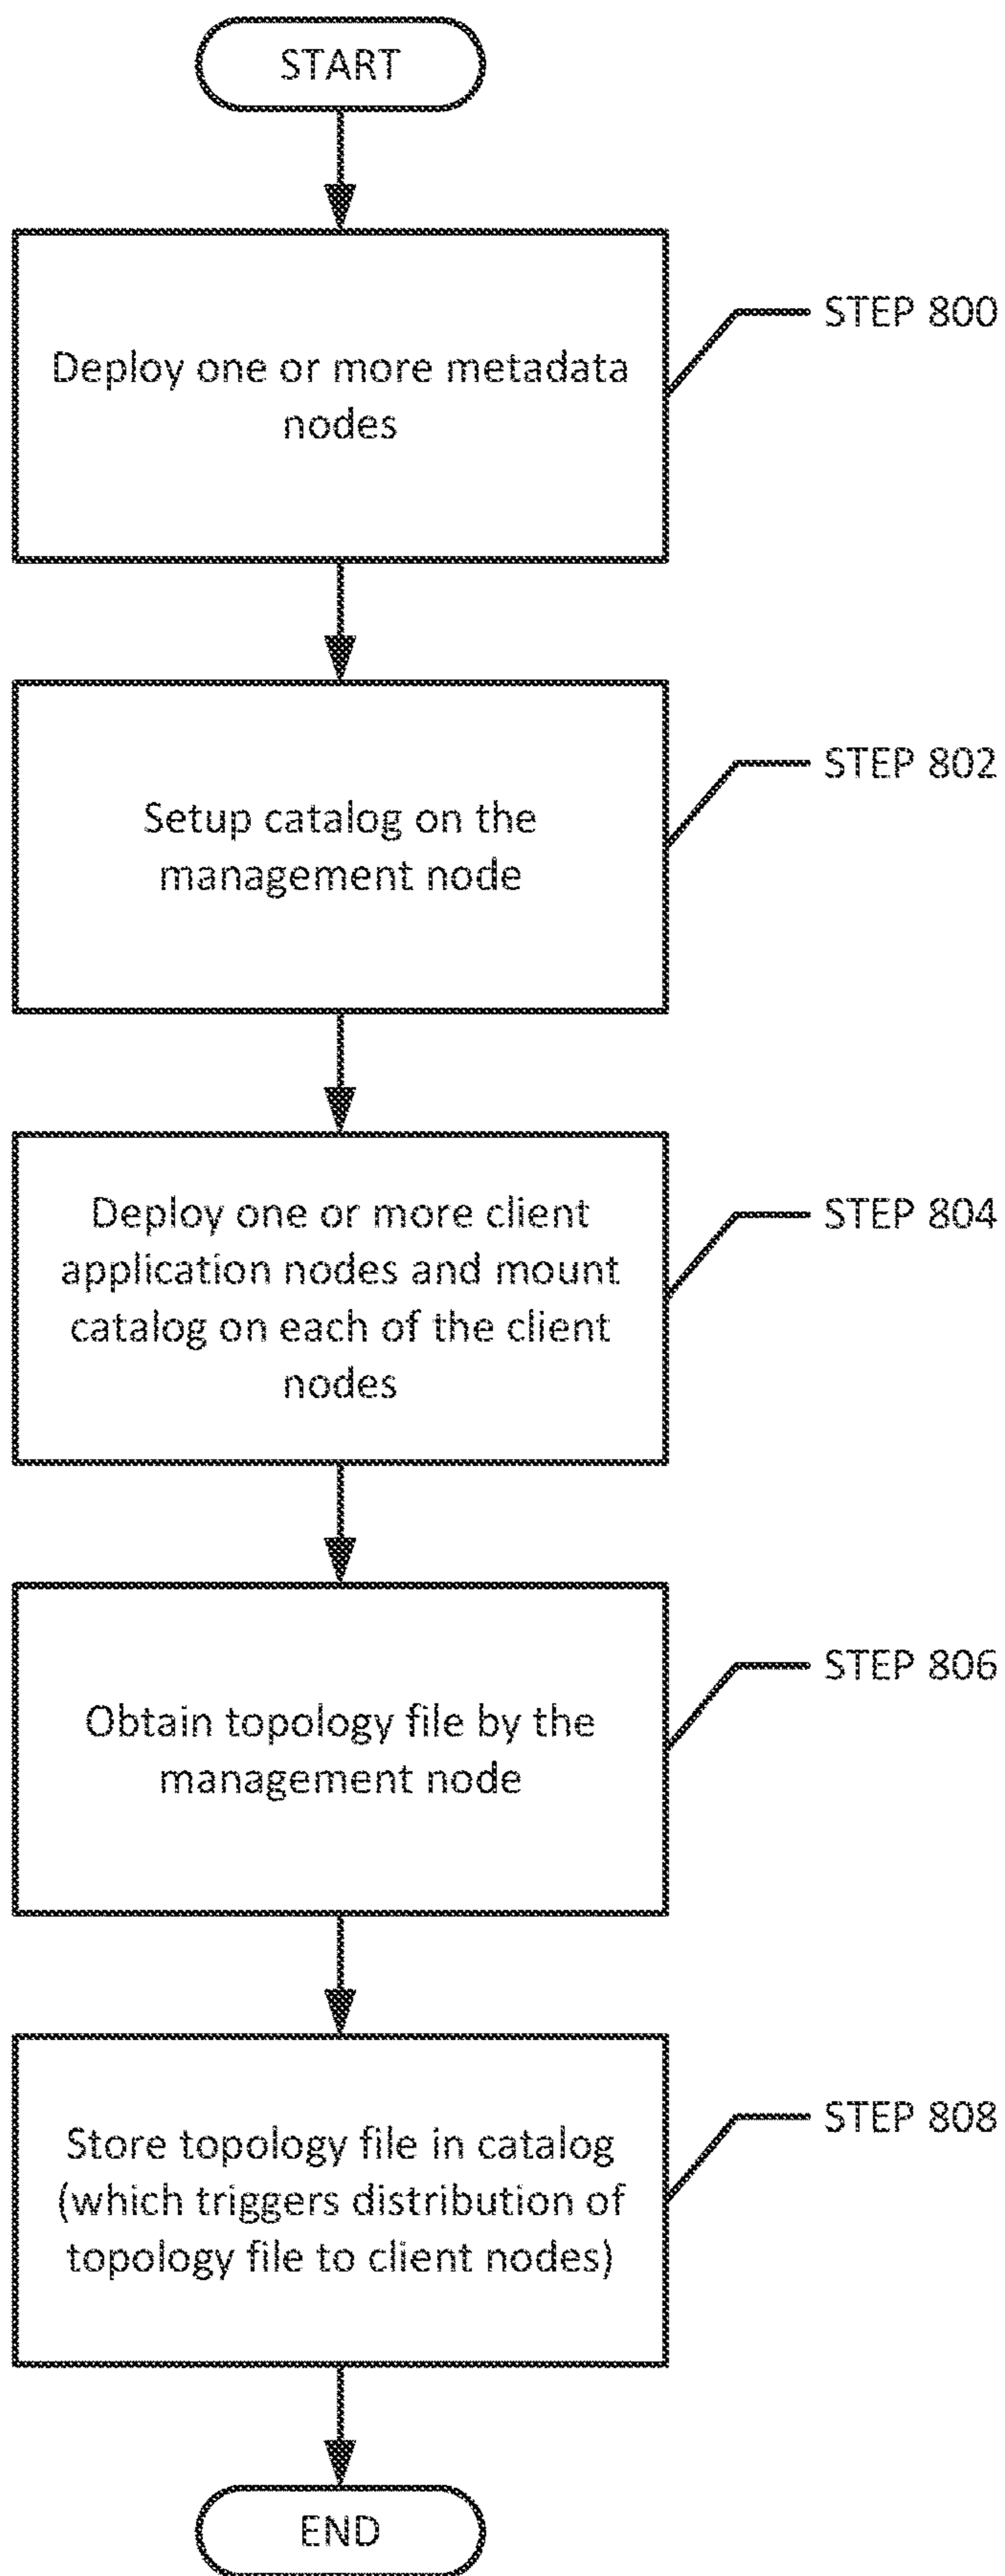 START
STEP 800
Deploy one or more metadata
nodes
STEP 802
Setup catalog on the
management node
STEP 804
Deploy one or more client
application nodes and mount
catalog on each of the client
nodes
STEP 806
Obtain topology file by the
management node
STEP 808
Store topology file in catalog
(which triggers distribution of
topology file to client nodes)
END